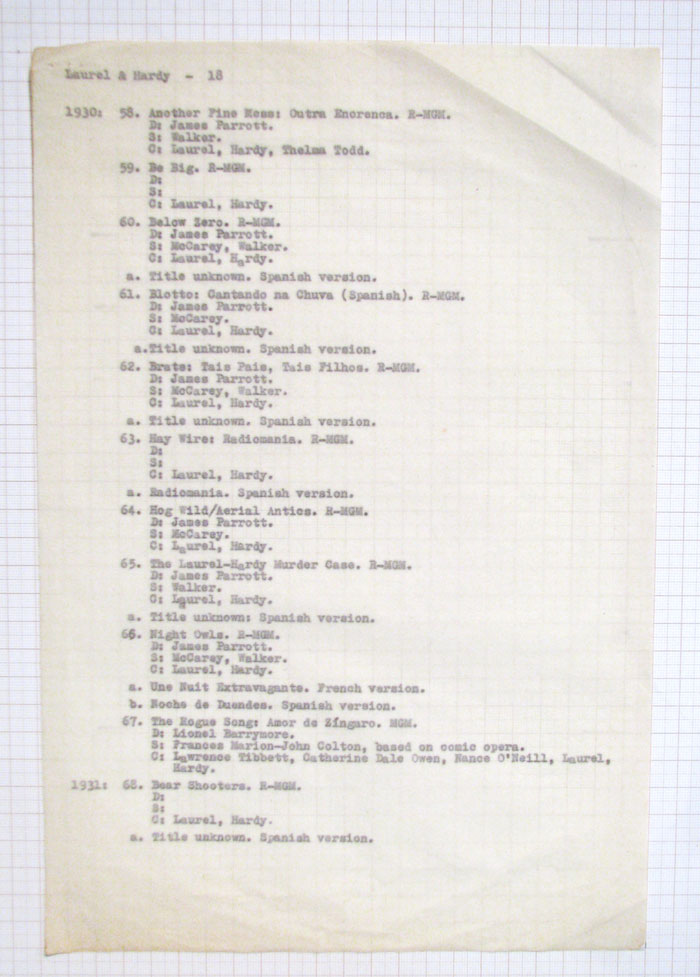 Laurel & Hardy - 18
1930: 58. Another Fine Mess: Outra Enorenca. R-MGM.
D: James Parrott.
S: Walker.
C: Laurel, Hardy, Thelma Todd.
59. Be Big. R-MGM.
D:
S:
C: Laurel, Hardy.
60. Below Zero. R-MGM.
D: James Parrott.
S: McCarey, Walker.
C: Laurel, Hardy.
a. Title unknown. Spanish version.
61. Blotto: Cantando na Chuva (Spanish). R-MGM.
D: James Parrott.
S: McCarey.
C: Laurel, Hardy.
a.Title unknown. Spanish version.
62. Brats: Tais Pais, Tais Filhos. R-MGM.
D: James Parrott.
S: McCarey, Walker.
C: Laurel, Hardy.
a. Title unknown. Spanish version.
63. Hay Wire: Radiomania. R-MGM.
D:
S:
C: Laurel, Hardy.
a. Radiomania. Spanish version.
64. Hog Wild/Aerial Antics. R-MGM.
D: James Parrott.
S: McCarey.
C: Laurel, Hardy.
65. The Laurel-Hardy Murder Case. R-MGM.
D: James Parrott.
S: Walker.
C: Laurel, Hardy.
a. Title unknown: Spanish version.
66. Night Owls. R-MGM.
D: James Parrott.
S: McCarey, Walker.
C: Laurel, Hardy.
a. Une Nuit Extravagante. French version.
b. Noche de Duendes. Spanish version.
67. The Rogue Song: Amor de Zíngaro. MGM.
D: Lionel Barrymore.
S: Frances Marion-John Colton, based on comic opera.
C: Lawrence Tibbett, Catherine Dale Owen, Nance O'Neill, Laurel,
Hardy.
1931: 68. Bear Shooters. R-MGM.
D:
S:
C: Laurel, Hardy.
a. Title unknown. Spanish version.